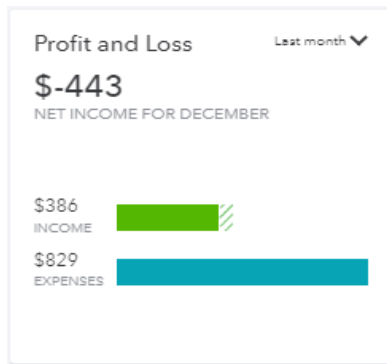 Profit and Loss
Last month
$-443
NET INCOME FOR DECEMBER
$386
INCOME
$829
EXPENSES